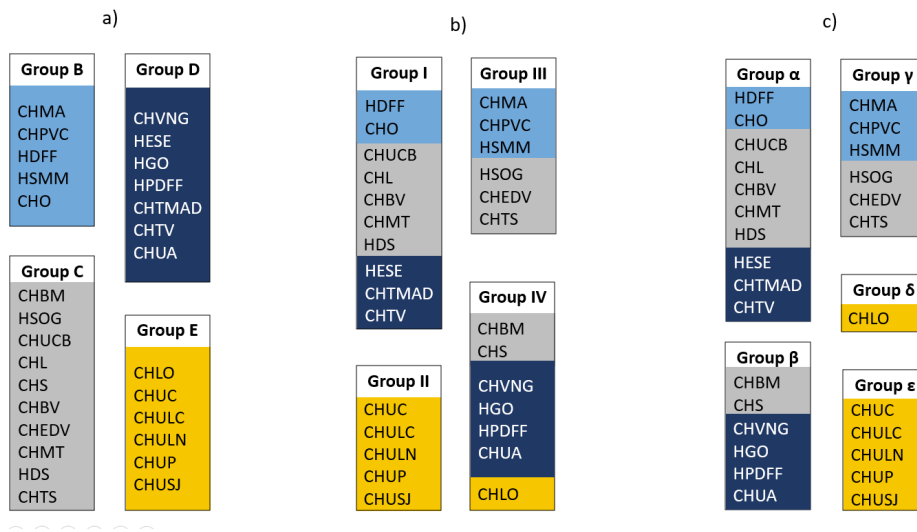 a)
Group B
CHMA
CHPVC
HDFF
HSMM
CHO
Group D
CHVNG
HESE
HGO
HPDFF
CHTMAD
CHTV
CHUA
Group C
CHBM
HSOG
CHUCB
CHL
CHS
CHBV
CHEDV
CHMT
HDS
CHTS
Group E
CHLO
CHUC
CHULC
CHULN
CHUP
CHUSJ
b)
Group I
HDFF
CHO
CHUCB
CHL
CHBV
CHMT
HDS
HESE
CHTMAD
CHTV
Group III
CHMA
CHPVC
HSMM
HSOG
CHEDV
CHTS
Group II
CHUC
CHULC
CHULN
CHUP
CHUSJ
Group IV
CHBM
CHS
CHVNG
HGO
HPDFF
CHUA
CHLO
c)
Group α
HDFF
CHO
CHUCB
CHL
CHBV
CHMT
HDS
HESE
CHTMAD
CHTV
Group γ
CHMA
CHPVC
HSMM
HSOG
CHEDV
CHTS
Group δ
CHLO
Group β
CHBM
CHS
CHVNG
HGO
HPDFF
CHUA
Group ε
CHUC
CHULC
CHULN
CHUP
CHUSJ